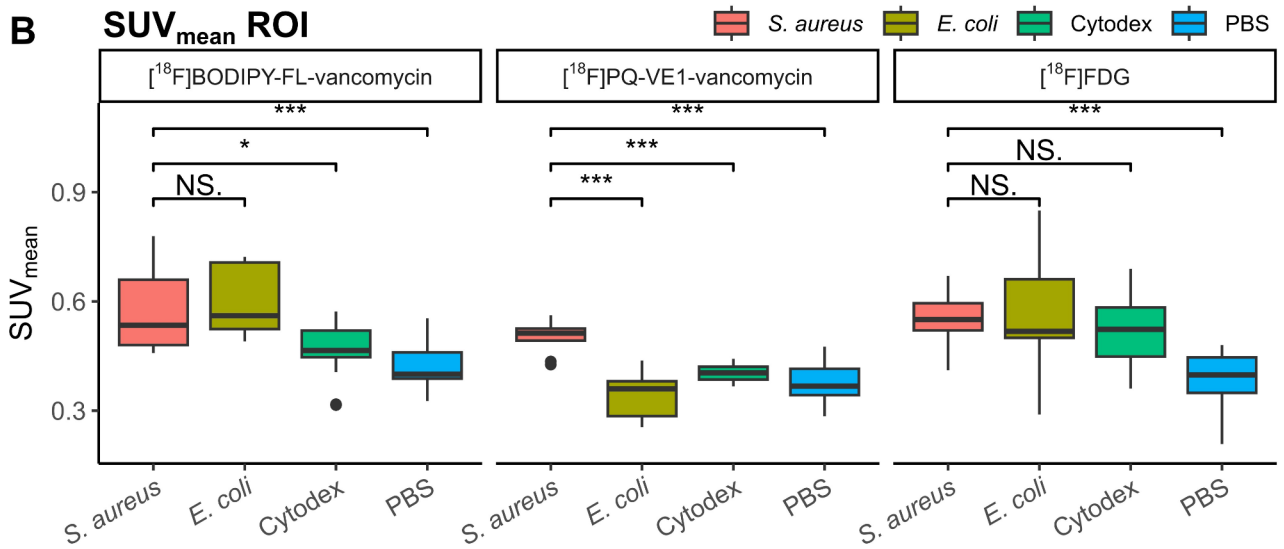 B SUVmean ROI
S. aureus E. coli Cytodex PBS
[18F]BODIPY-FL-vancomycin [18F]PQ-VE1-vancomycin [18F]FDG
*** *** ***
* *** NS.
NS. *** NS.
SUVmean
0.9
0.6
0.3
S. aureus E. coli Cytodex PBS S. aureus E. coli Cytodex PBS S. aureus E. coli Cytodex PBS